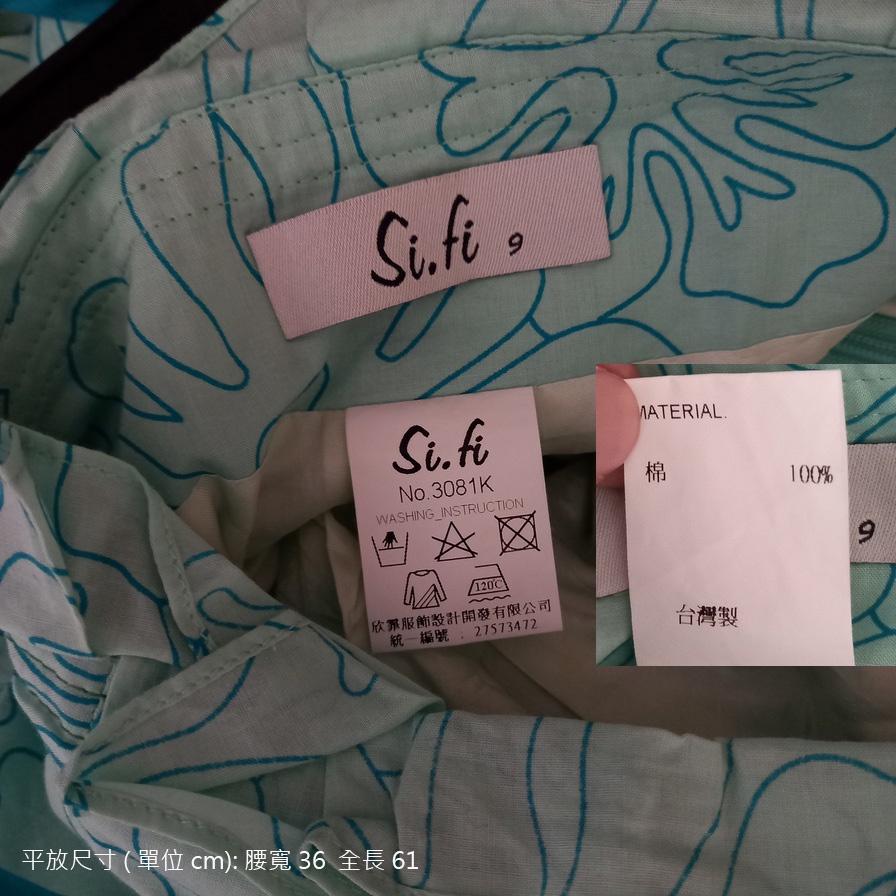 Si.fi 9
Si.fi
No.3081K
WASHING_INSTRUCTION
120℃
欣霏服飾設計開發有限公司
統一編號 : 27573472
MATERIAL.
棉 100%
9
台灣製
平放尺寸 ( 單位 cm): 腰寬 36 全長 61